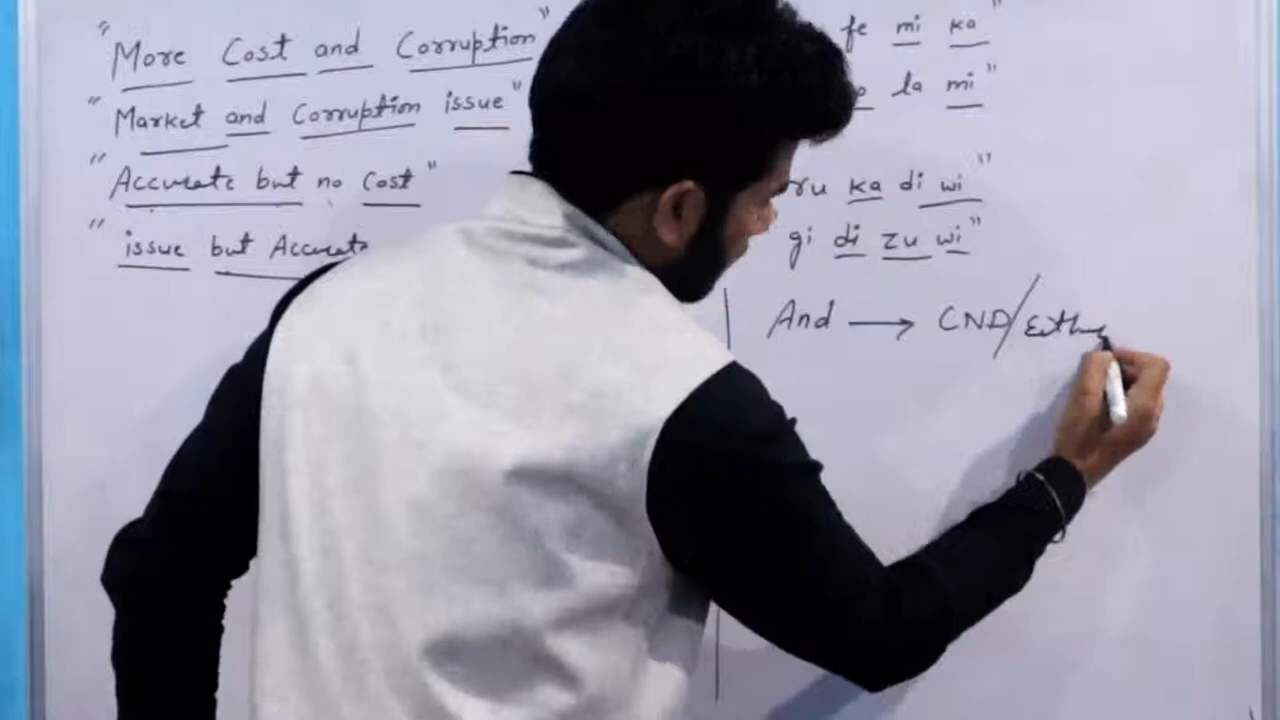 "More Cost and Corruption" fe mi ka"
"Market and Corruption issue" la mi"
"Accurate but no Cost" ru ka di wi"
"issue but Accurate gi di zu wi"
And → CND/Eithe